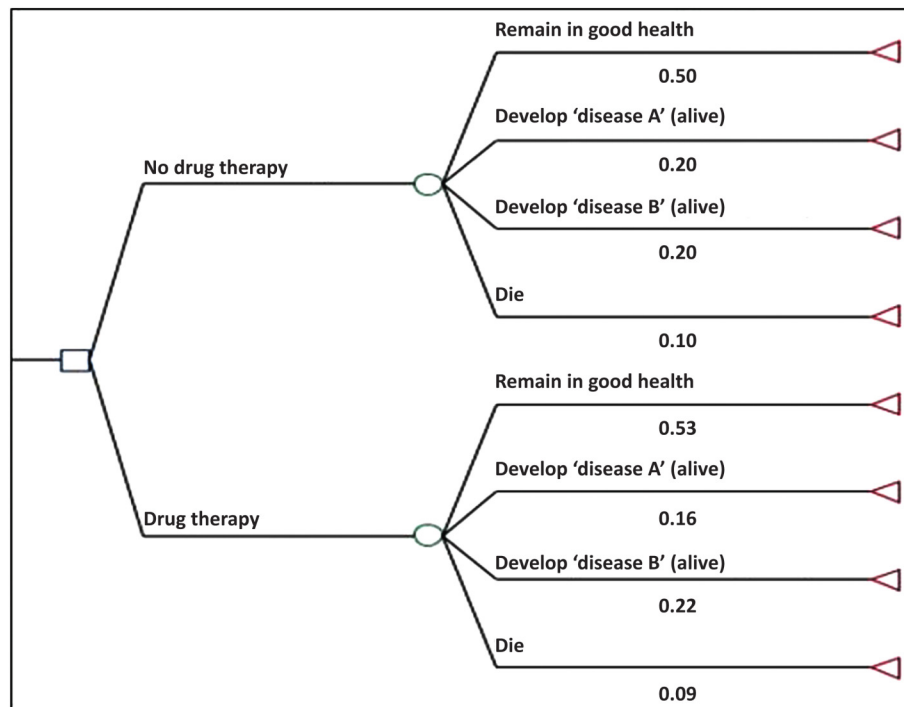 Remain in good health
0.50
Develop ‘disease A’ (alive)
0.20
No drug therapy
Develop ‘disease B’ (alive)
0.20
Die
0.10
Remain in good health
0.53
Develop ‘disease A’ (alive)
0.16
Drug therapy
Develop ‘disease B’ (alive)
0.22
Die
0.09